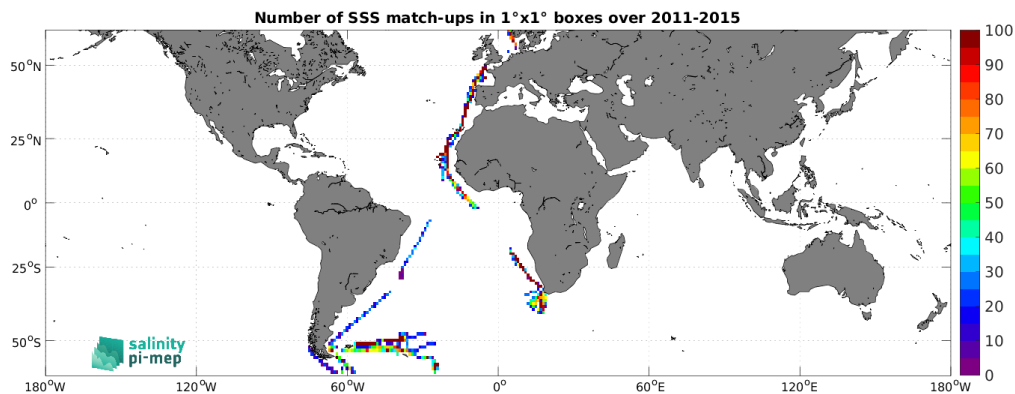 Number of SSS match-ups in 1°x1° boxes over 2011-2015
50°N
25°N
0°
25°S
50°S
180°W
120°W
60°W
0°
60°E
120°E
180°W
100
90
80
70
60
50
40
30
20
10
0
salinity
pi-mep